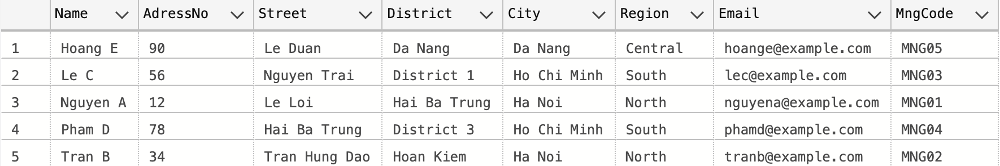 Name AdressNo Street District City Region Email MngCode
1 Hoang E 90 Le Duan Da Nang Da Nang Central hoange@example.com MNG05
2 Le C 56 Nguyen Trai District 1 Ho Chi Minh South lec@example.com MNG03
3 Nguyen A 12 Le Loi Hai Ba Trung Ha Noi North nguyena@example.com MNG01
4 Pham D 78 Hai Ba Trung District 3 Ho Chi Minh South phamd@example.com MNG04
5 Tran B 34 Tran Hung Dao Hoan Kiem Ha Noi North tranb@example.com MNG02